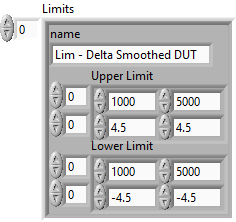 Limits
0
name
Lim - Delta Smoothed DUT
Upper Limit
0 1000 5000
0 4.5 4.5
Lower Limit
0 1000 5000
0 -4.5 -4.5